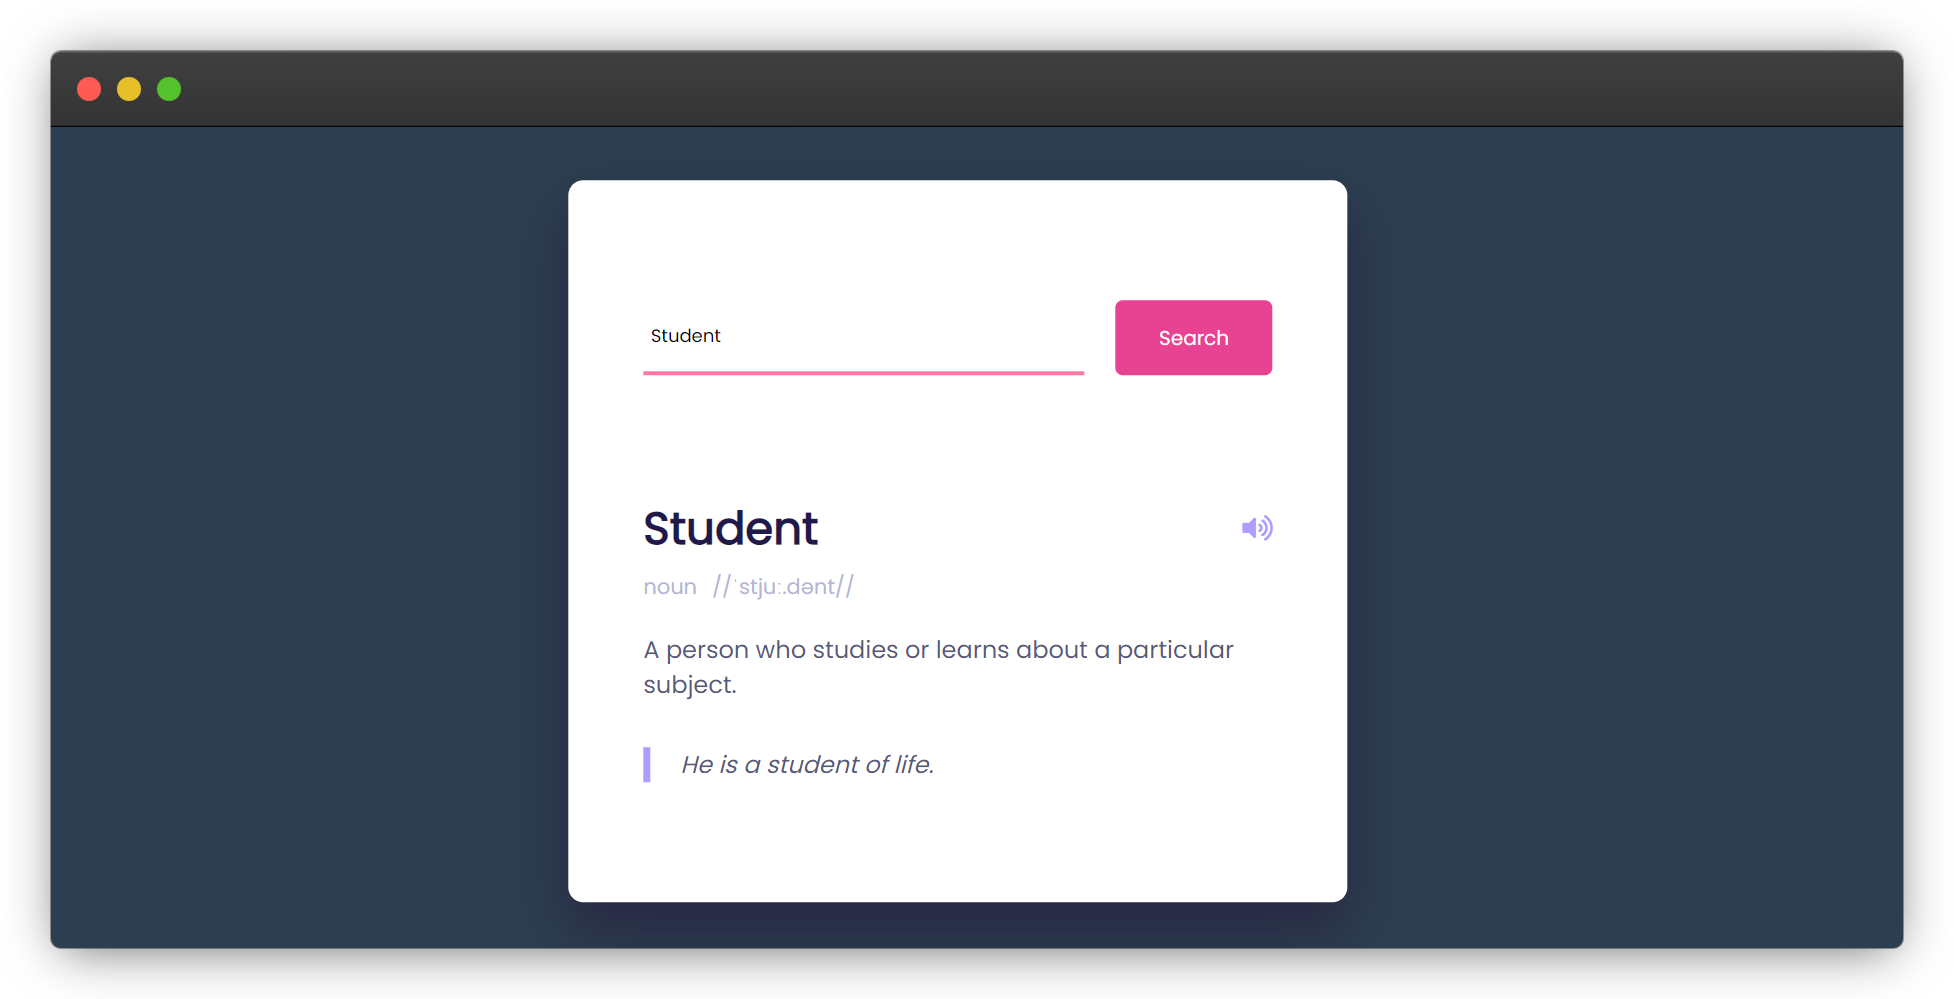 Student
Search
Student
noun //ˈstjuː.dənt//
A person who studies or learns about a particular
subject.
He is a student of life.